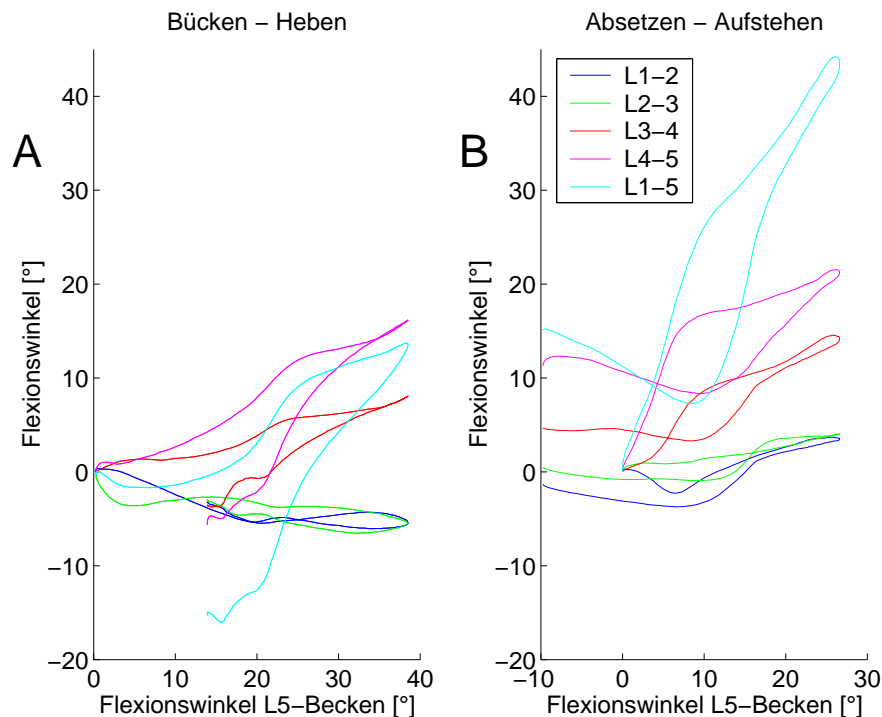 Bücken − Heben
A
Flexionswinkel [°]
40
30
20
10
0
−10
−20
0 10 20 30 40
Flexionswinkel L5−Becken [°]
Absetzen − Aufstehen
B
L1−2
L2−3
L3−4
L4−5
L1−5
Flexionswinkel [°]
40
30
20
10
0
−10
−20
−10 0 10 20 30
Flexionswinkel L5−Becken [°]